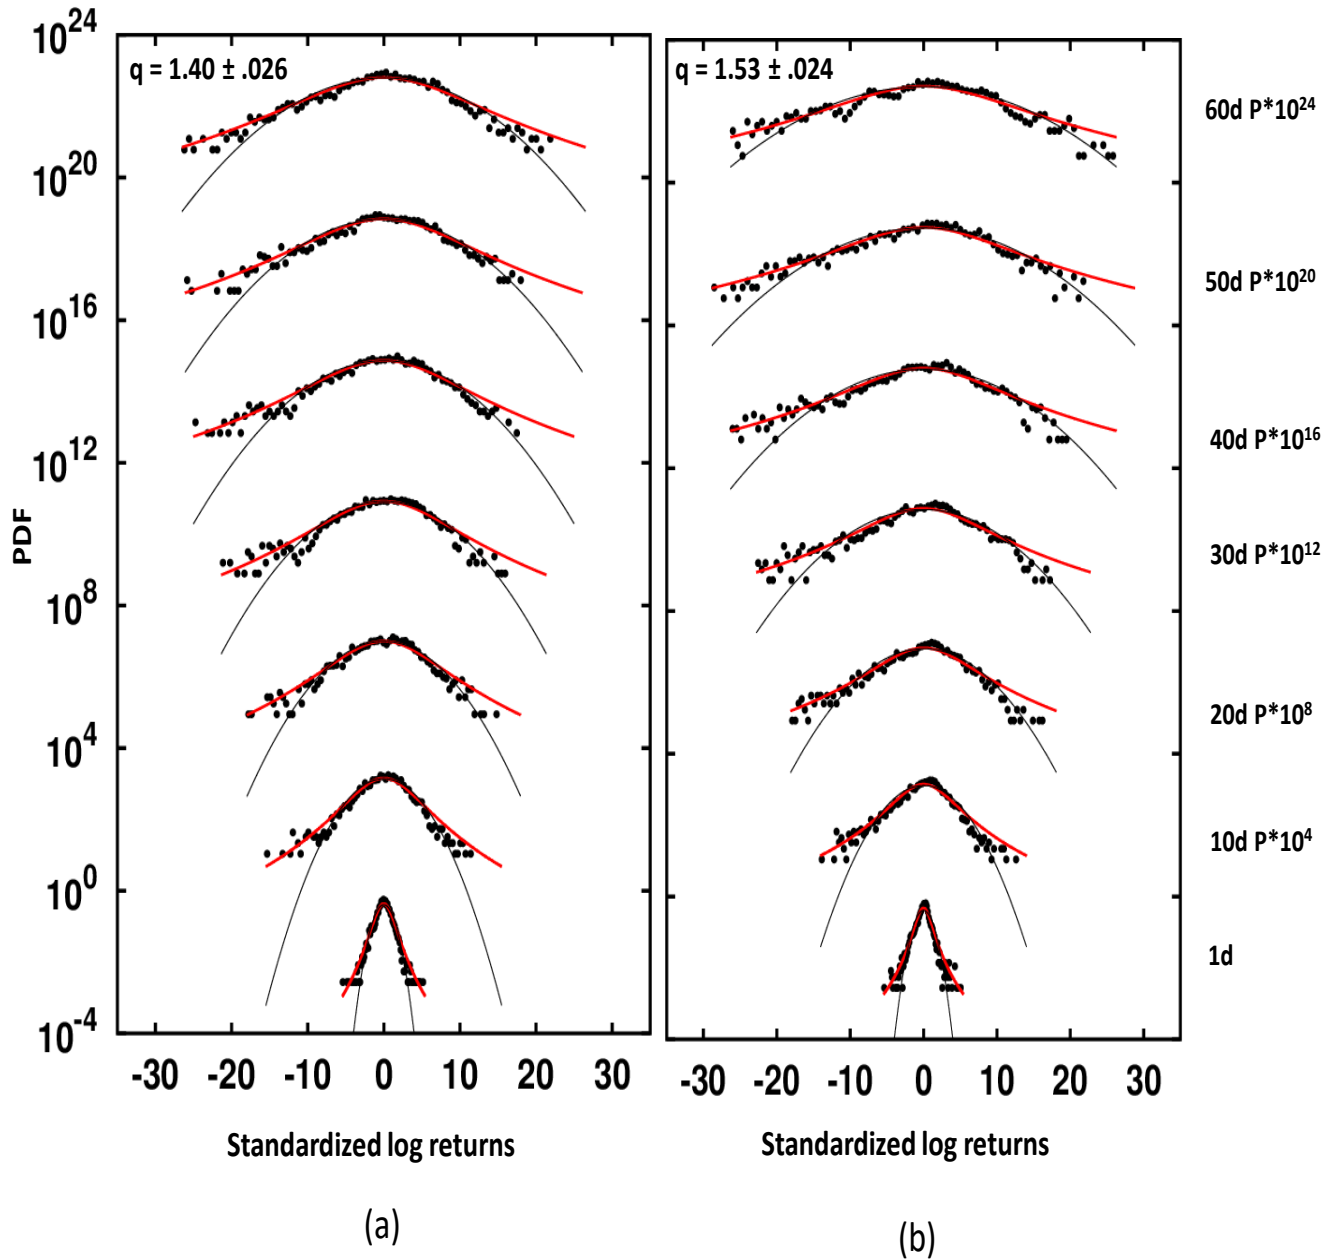 10^24
10^20
10^16
10^12
10^8
10^4
10^0
10^-4
PDF
q = 1.40 ± .026
-30 -20 -10 0 10 20 30
Standardized log returns
(a)
q = 1.53 ± .024
-30 -20 -10 0 10 20 30
Standardized log returns
(b)
60d P*10^24
50d P*10^20
40d P*10^16
30d P*10^12
20d P*10^8
10d P*10^4
1d